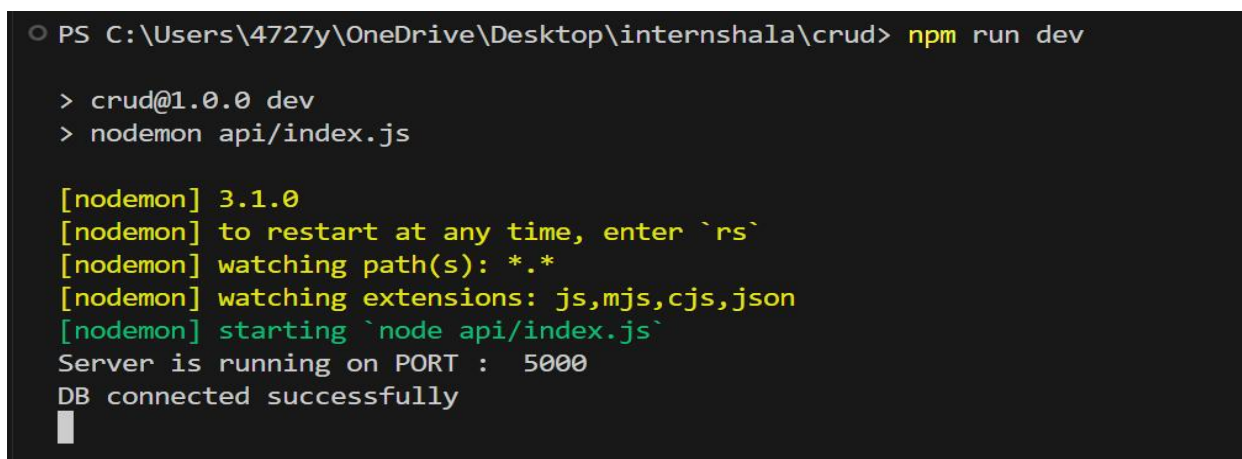 PS C:\Users\4727y\OneDrive\Desktop\internshala\crud> npm run dev
> crud@1.0.0 dev
> nodemon api/index.js
[nodemon] 3.1.0
[nodemon] to restart at any time, enter `rs`
[nodemon] watching path(s): *.*
[nodemon] watching extensions: js,mjs,cjs,json
[nodemon] starting `node api/index.js`
Server is running on PORT :  5000
DB connected successfully